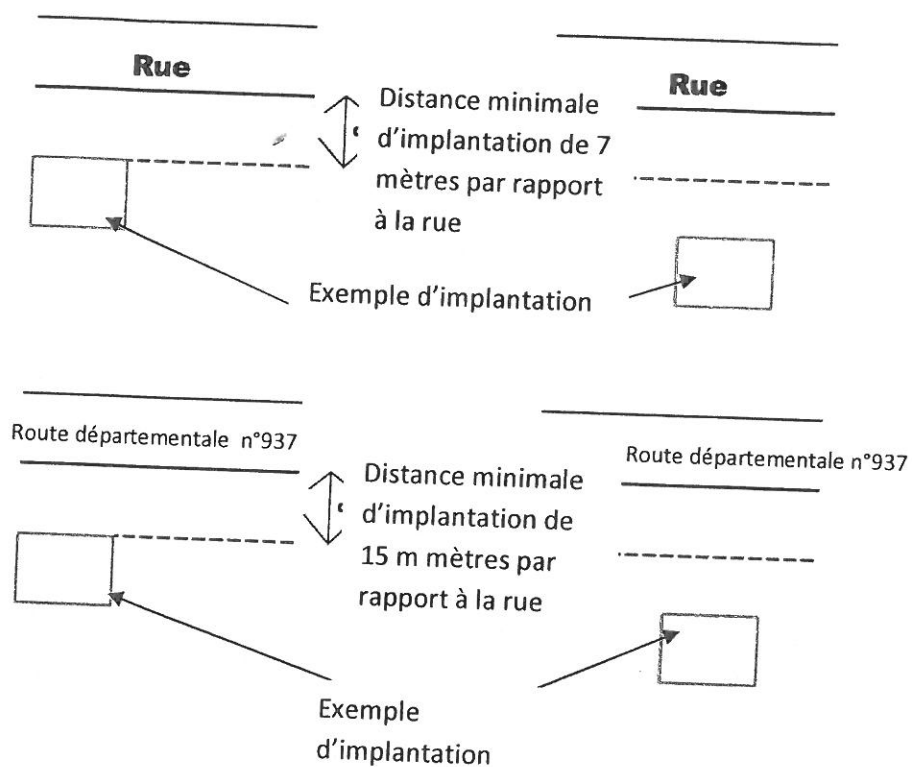 Rue
Rue
Distance minimale
d'implantation de 7
mètres par rapport
à la rue
Exemple d'implantation
Route départementale n°937
Route départementale n°937
Distance minimale
d'implantation de
15 m mètres par
rapport à la rue
Exemple
d'implantation